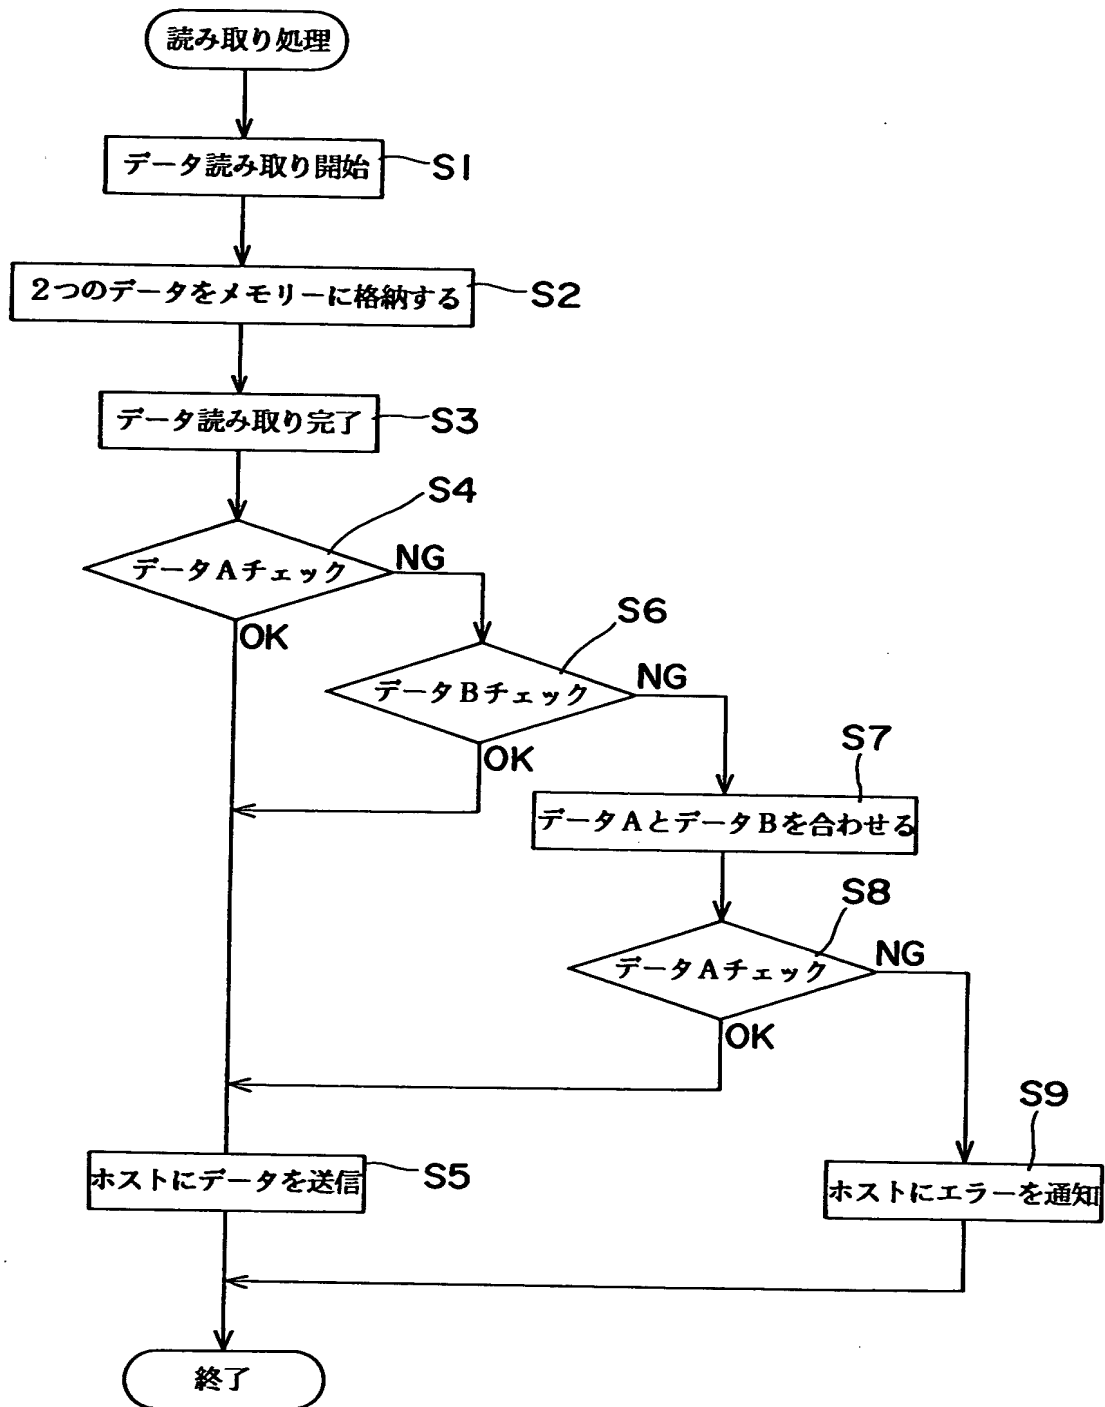 読み取り処理
データ読み取り開始
S1
2つのデータをメモリーに格納する
S2
データ読み取り完了
S3
S4
データAチェック
NG
OK
S6
データBチェック
NG
OK
S7
データAとデータBを合わせる
S8
データAチェック
NG
OK
S9
ホストにデータを送信
S5
ホストにエラーを通知
終了